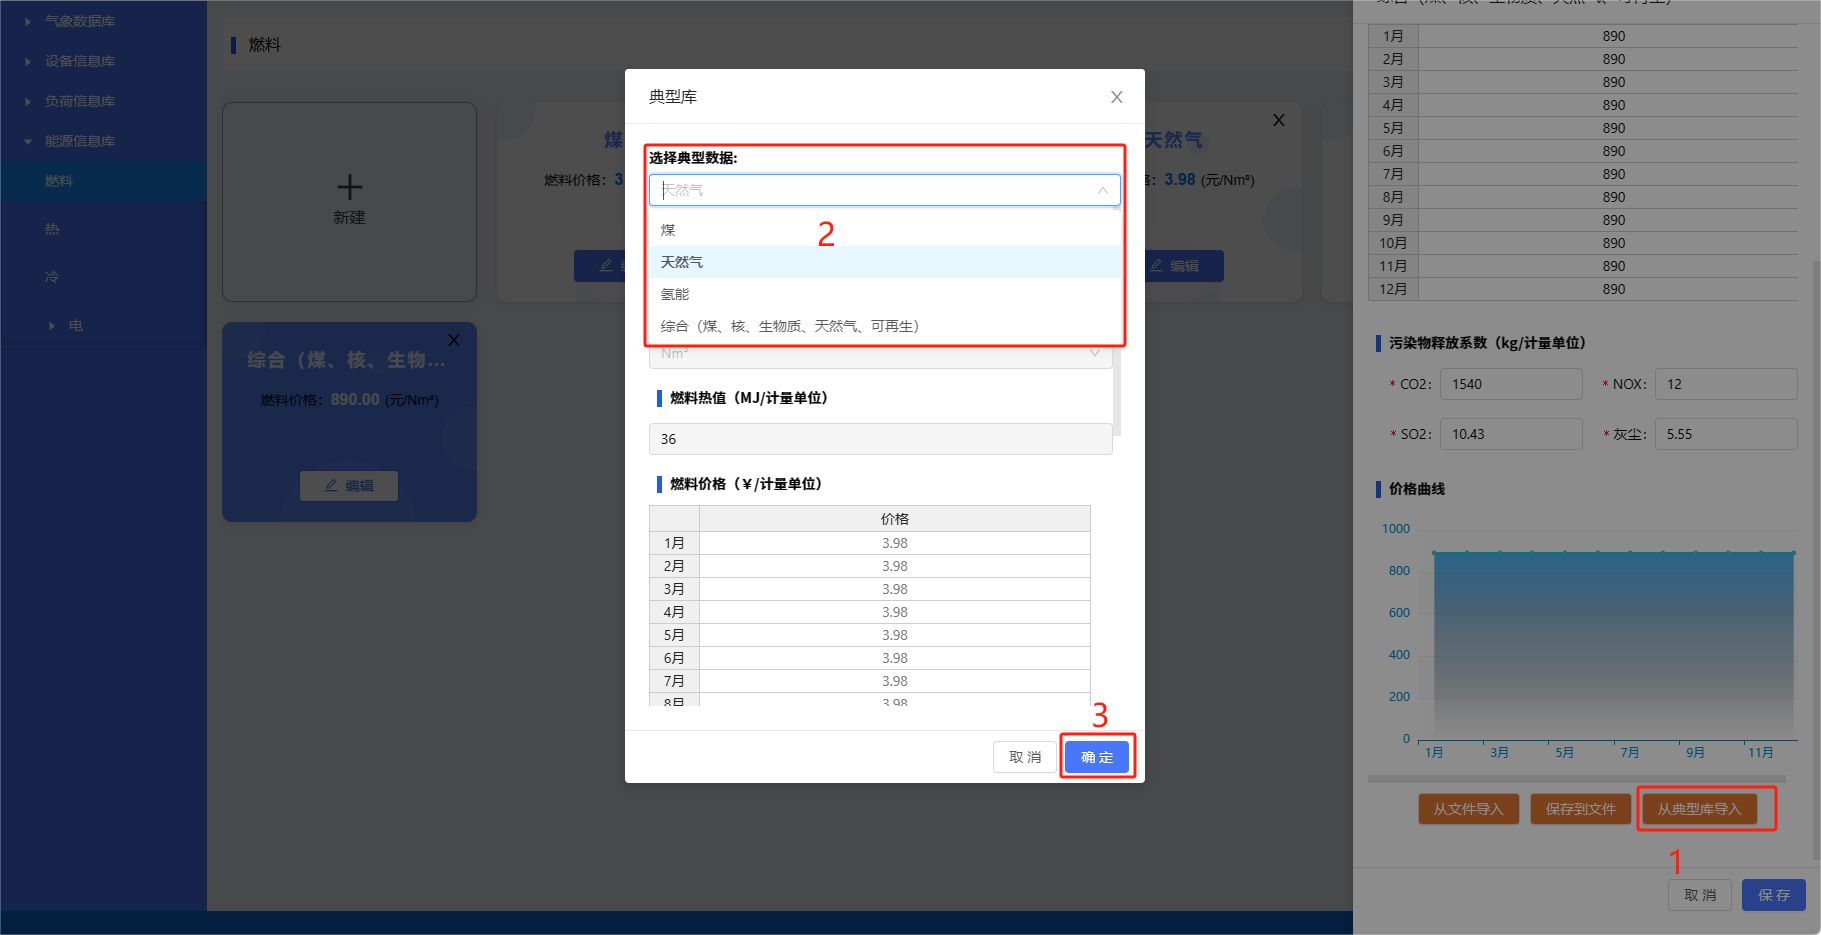 气象数据库
设备信息库
负荷信息库
能源信息库
燃料
热
冷
电
燃料
新建
煤
燃料价格：3.
天然气
：3.98 (元/Nm³)
编辑
综合（煤、核、生物...
燃料价格：890.00 (元/Nm³)
编辑
典型库
选择典型数据:
天然气
煤
天然气
氢能
综合（煤、核、生物质、天然气、可再生）
2
Nm³
燃料热值（MJ/计量单位）
36
燃料价格（¥/计量单位）
价格
1月 3.98
2月 3.98
3月 3.98
4月 3.98
5月 3.98
6月 3.98
7月 3.98
8月 3.98
3
取 消 确 定
综合（煤、核、生物质、天然气、可再生）
1月 890
2月 890
3月 890
4月 890
5月 890
6月 890
7月 890
8月 890
9月 890
10月 890
11月 890
12月 890
污染物释放系数（kg/计量单位）
* CO2: 1540 * NOX: 12
* SO2: 10.43 * 灰尘: 5.55
价格曲线
1000
800
600
400
200
0
1月 3月 5月 7月 9月 11月
从文件导入 保存到文件 从典型库导入
1
取 消 保 存